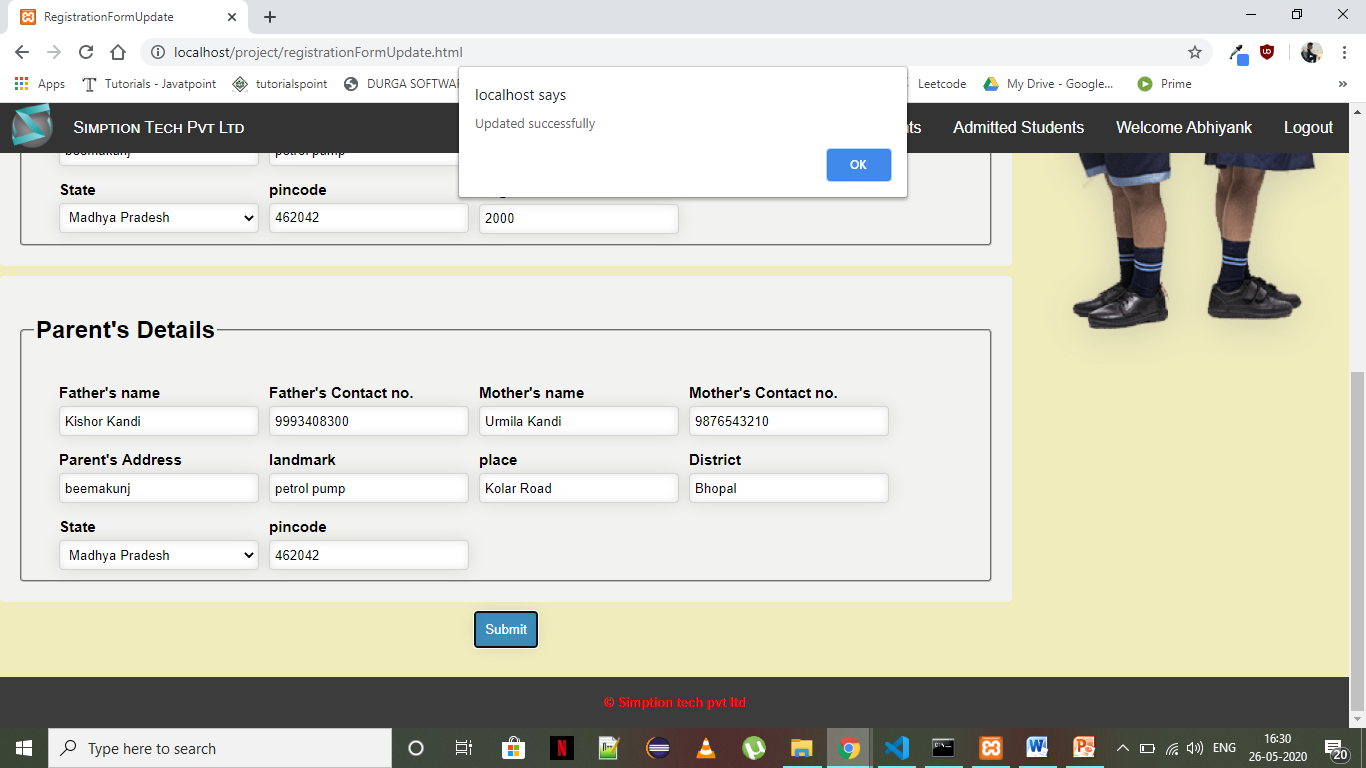 RegistrationFormUpdate
localhost/project/registrationFormUpdate.html
Apps Tutorials - Javatpoint tutorialspoint DURGA SOFTWA Leetcode My Drive - Google... Prime »
localhost says
Updated successfully
OK
SIMPTION TECH PVT LTD nts Admitted Students Welcome Abhiyank Logout
beemakunj petrol pump
State pincode
Madhya Pradesh 462042 2000
Parent's Details
Father's name Father's Contact no. Mother's name Mother's Contact no.
Kishor Kandi 9993408300 Urmila Kandi 9876543210
Parent's Address landmark place District
beemakunj petrol pump Kolar Road Bhopal
State pincode
Madhya Pradesh 462042
Submit
© Simption tech pvt ltd
Type here to search ENG 16:30
26-05-2020 20